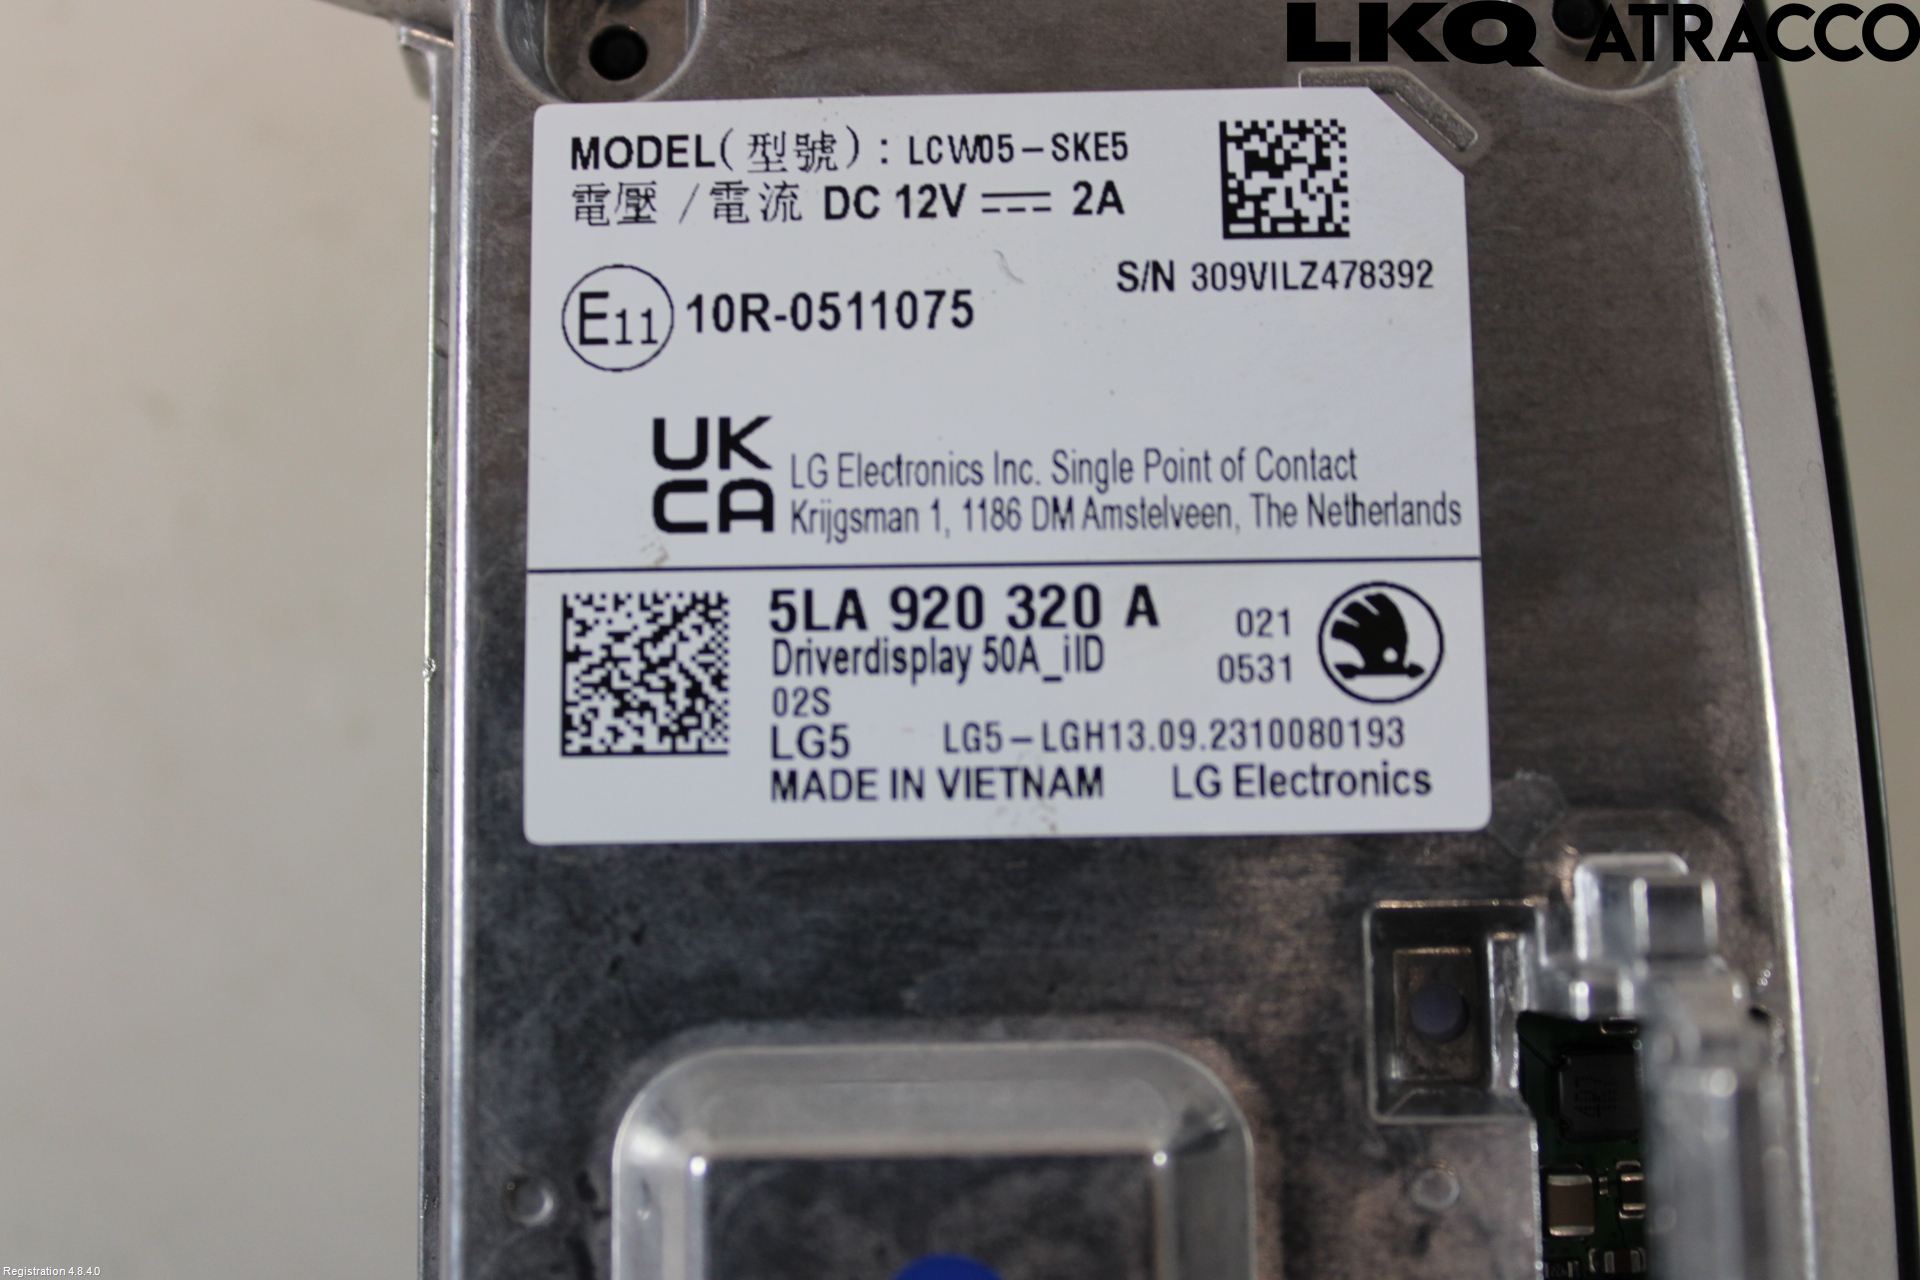 LKQ ATRACCO
MODEL(型號): LCW05-SKE5
電壓 / 電流 DC 12V ⎓ 2A
S/N 309VILZ478392
E11 10R-0511075
UK
CA
LG Electronics Inc. Single Point of Contact
Krijgsman 1, 1186 DM Amstelveen, The Netherlands
5LA 920 320 A 021
Driverdisplay 50A_iID 0531
02S
LG5 LG5-LGH13.09.2310080193
MADE IN VIETNAM LG Electronics
Registration 4.8.4.0